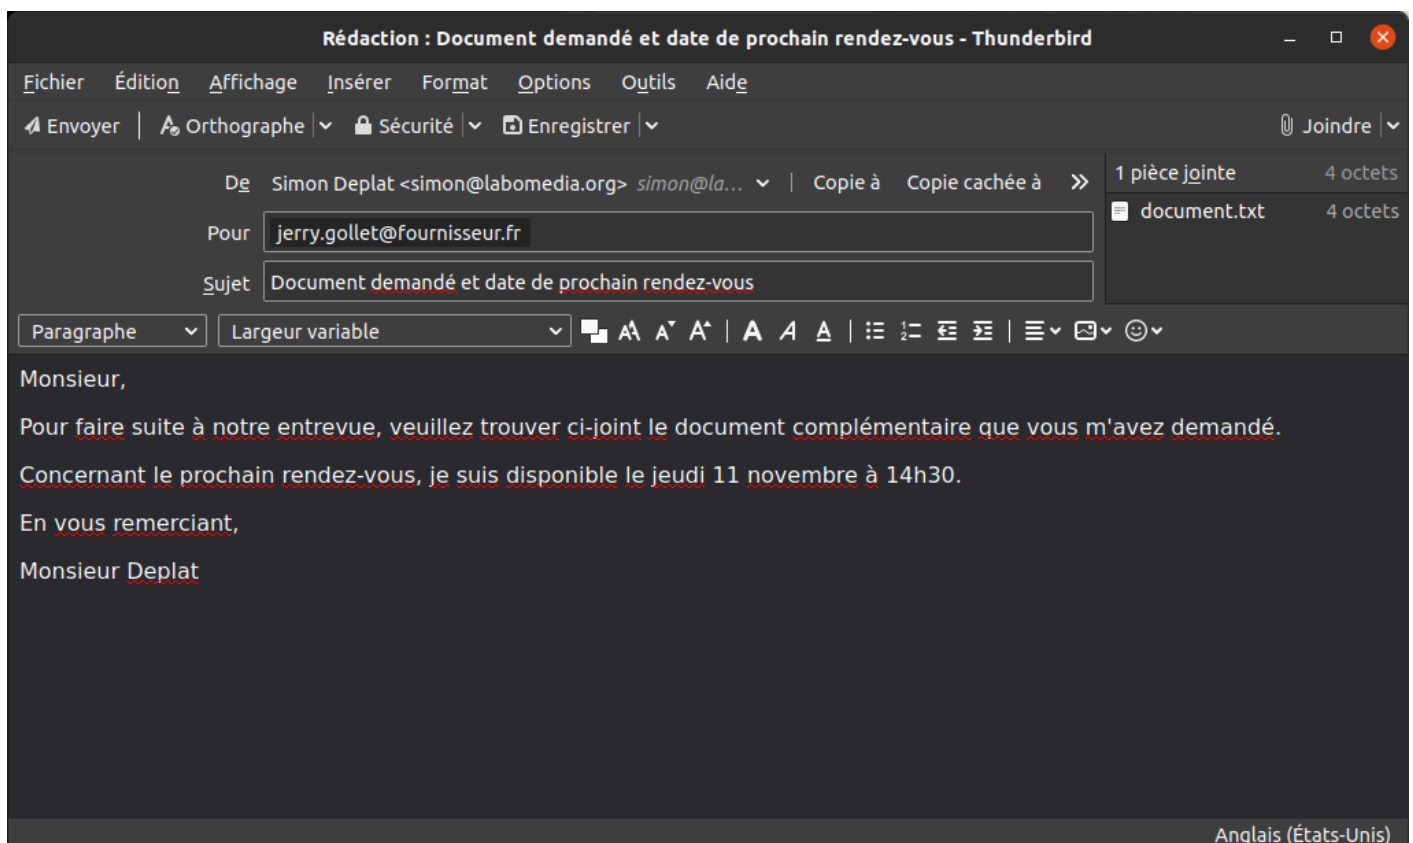 Rédaction : Document demandé et date de prochain rendez-vous - Thunderbird
Fichier Édition Affichage Insérer Format Options Outils Aide
Envoyer Orthographe Sécurité Enregistrer Joindre
De Simon Deplat <simon@labomedia.org> simon@la... Copie à Copie cachée à
1 pièce jointe 4 octets
document.txt 4 octets
Pour jerry.gollet@fournisseur.fr
Sujet Document demandé et date de prochain rendez-vous
Paragraphe Largeur variable
Monsieur,
Pour faire suite à notre entrevue, veuillez trouver ci-joint le document complémentaire que vous m'avez demandé.
Concernant le prochain rendez-vous, je suis disponible le jeudi 11 novembre à 14h30.
En vous remerciant,
Monsieur Deplat
Anglais (États-Unis)